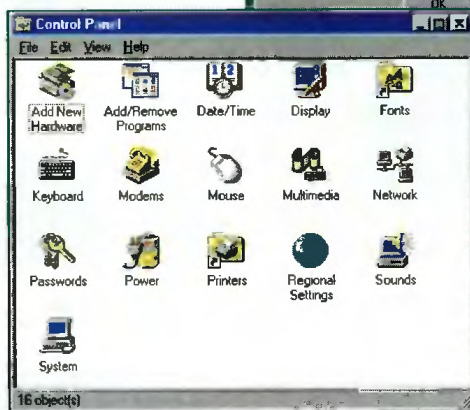 OK
Control Panel
File Edit View Help
Add New
Hardware
Add/Remove
Programs
Date/Time
Display
Fonts
Keyboard
Modems
Mouse
Multimedia
Network
Passwords
Power
Printers
Regional
Settings
Sounds
System
16 object(s)